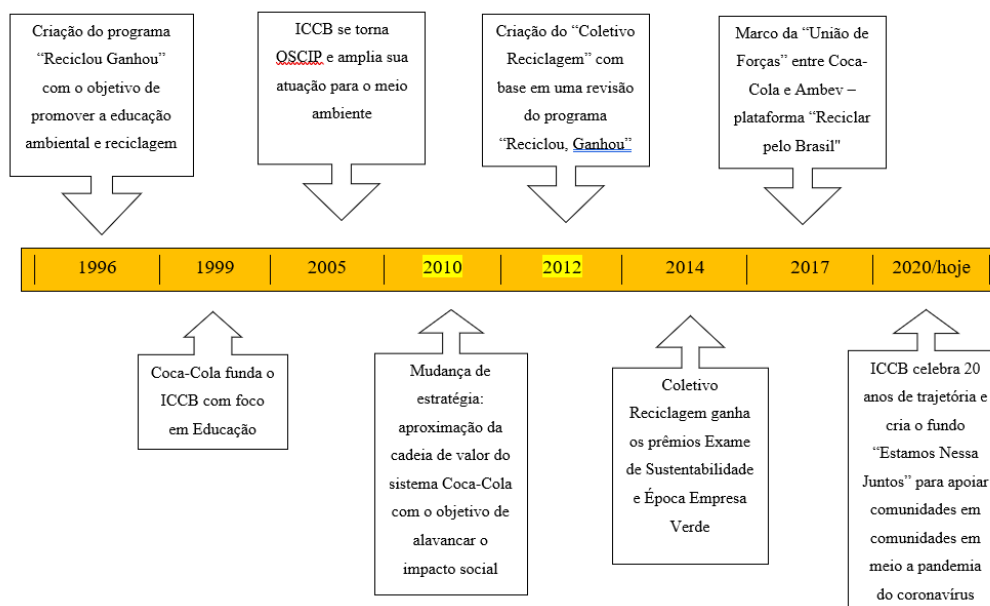 Criação do programa
“Reciclou Ganhou”
com o objetivo de
promover a educação
ambiental e reciclagem
ICCB se torna
OSCIP e amplia sua
atuação para o meio
ambiente
Criação do “Coletivo
Reciclagem” com
base em uma revisão
do programa
“Reciclou, Ganhou”
Marco da “União de
Forças” entre Coca-
Cola e Ambev –
plataforma “Reciclar
pelo Brasil"
1996
1999
2005
2010
2012
2014
2017
2020/hoje
Coca-Cola funda o
ICCB com foco
em Educação
Mudança de
estratégia:
aproximação da
cadeia de valor do
sistema Coca-Cola
com o objetivo de
alavancar o
impacto social
Coletivo
Reciclagem ganha
os prêmios Exame
de Sustentabilidade
e Época Empresa
Verde
ICCB celebra 20
anos de trajetória e
cria o fundo
“Estamos Nessa
Juntos” para apoiar
comunidades em
comunidades em
meio a pandemia
do coronavírus